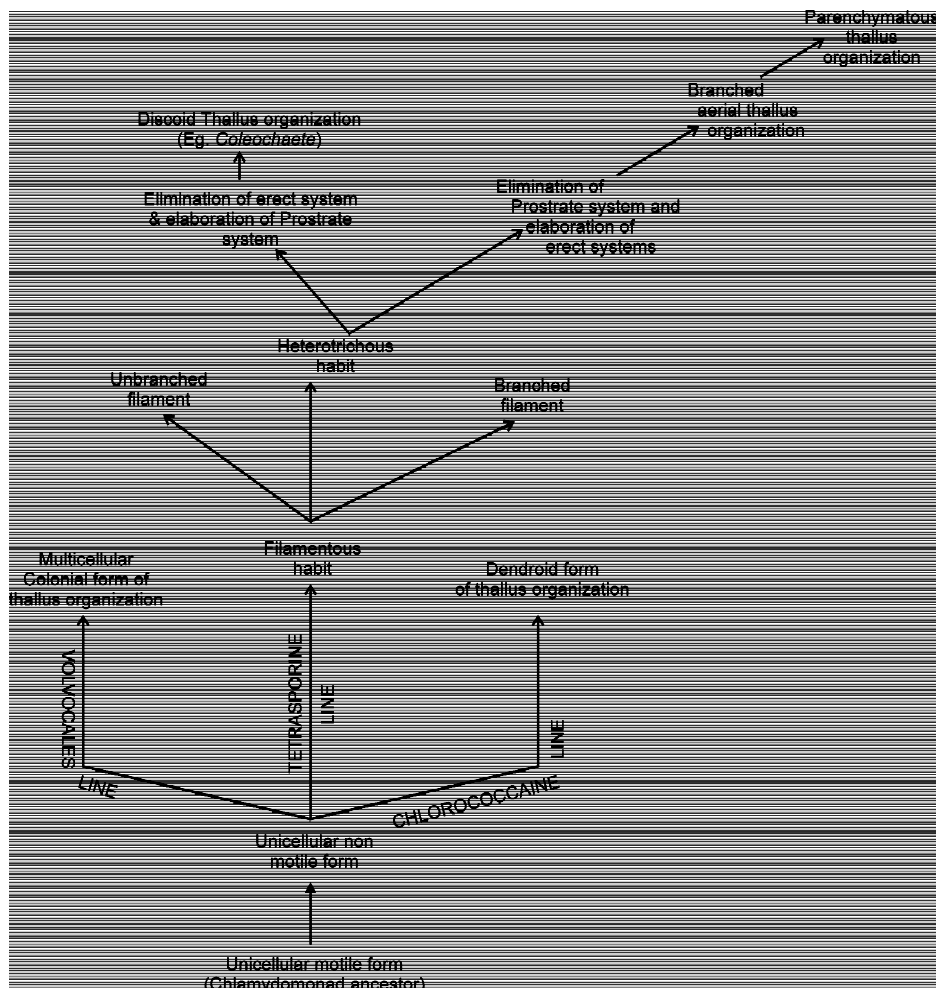 Parenchymatous
thallus
organization
Branched
aerial thallus
organization
Discoid Thallus organization
(Eg. Coleochaete)
Elimination of erect system
& elaboration of Prostrate
system
Elimination of
Prostrate system and
elaboration of
erect systems
Heterotrichous
habit
Unbranched
filament
Branched
filament
Filamentous
habit
Multicellular
Colonial form of
thallus organization
Dendroid form
of thallus organization
VOLVOCALES
LINE
TETRASPORINE
LINE
CHLOROCOCCAINE
LINE
Unicellular non
motile form
Unicellular motile form
(Chlamydomonad ancestor)